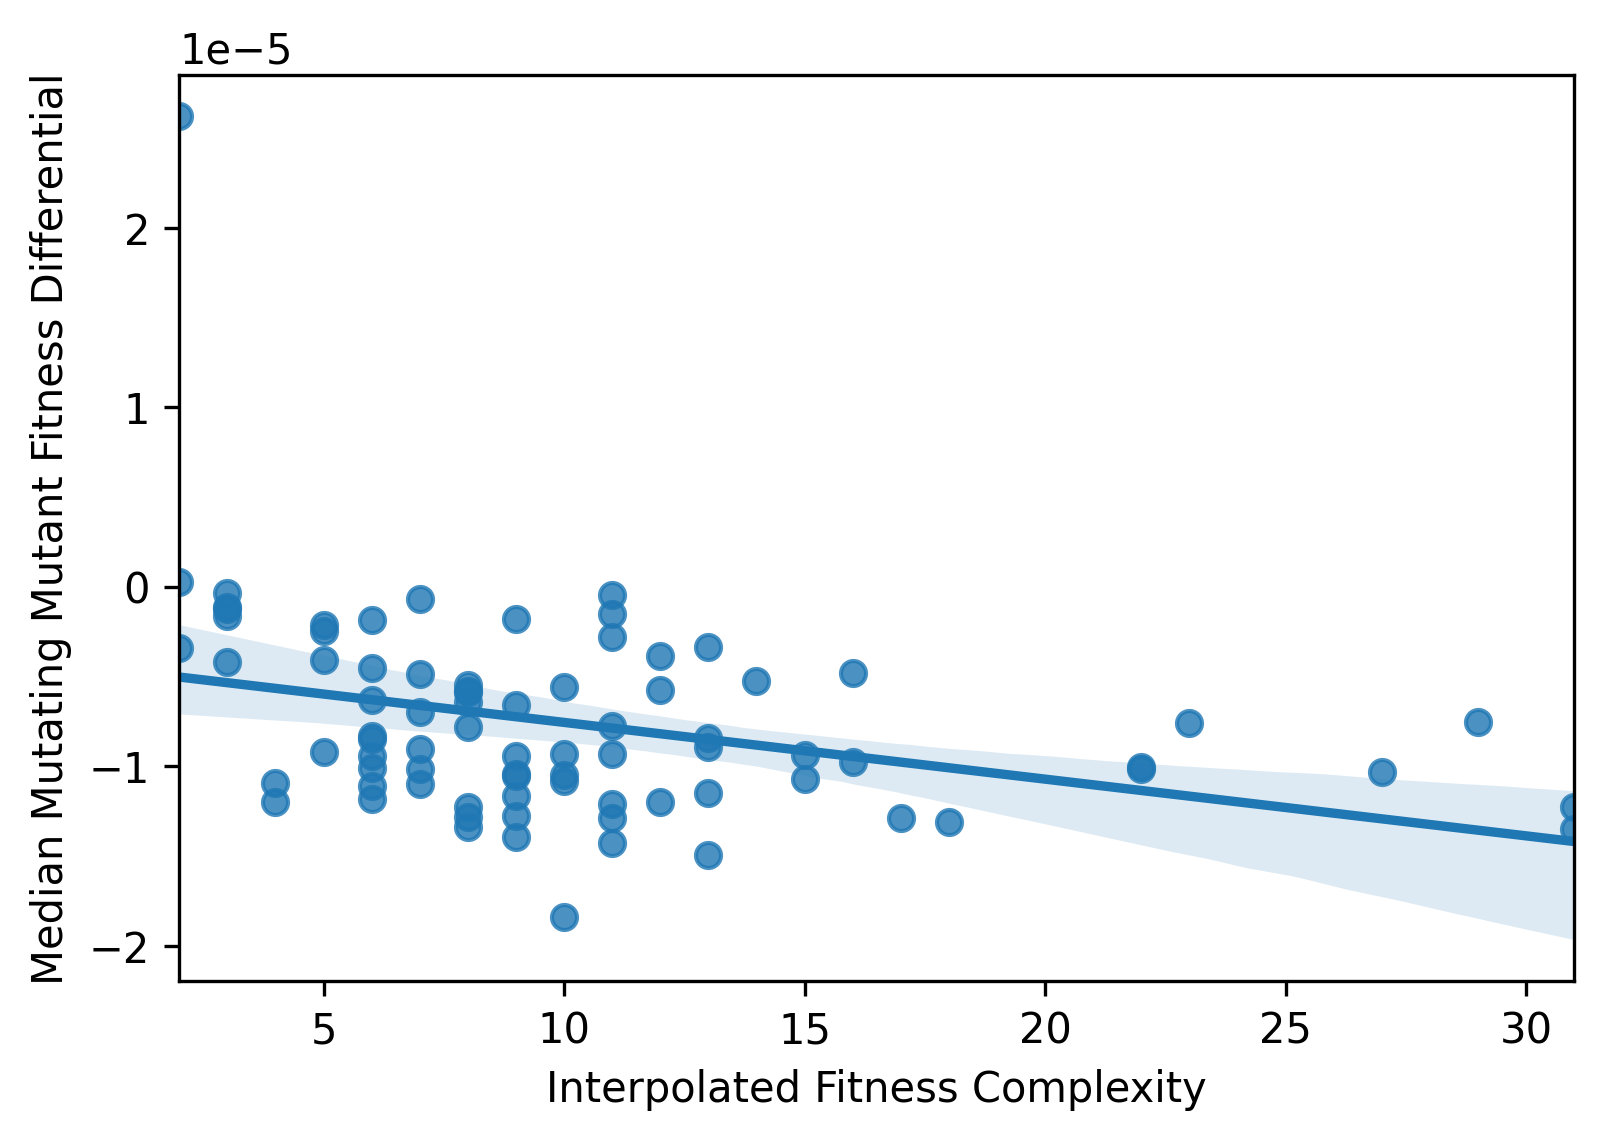 1e−5
Median Mutating Mutant Fitness Differential
2
1
0
−1
−2
5 10 15 20 25 30
Interpolated Fitness Complexity